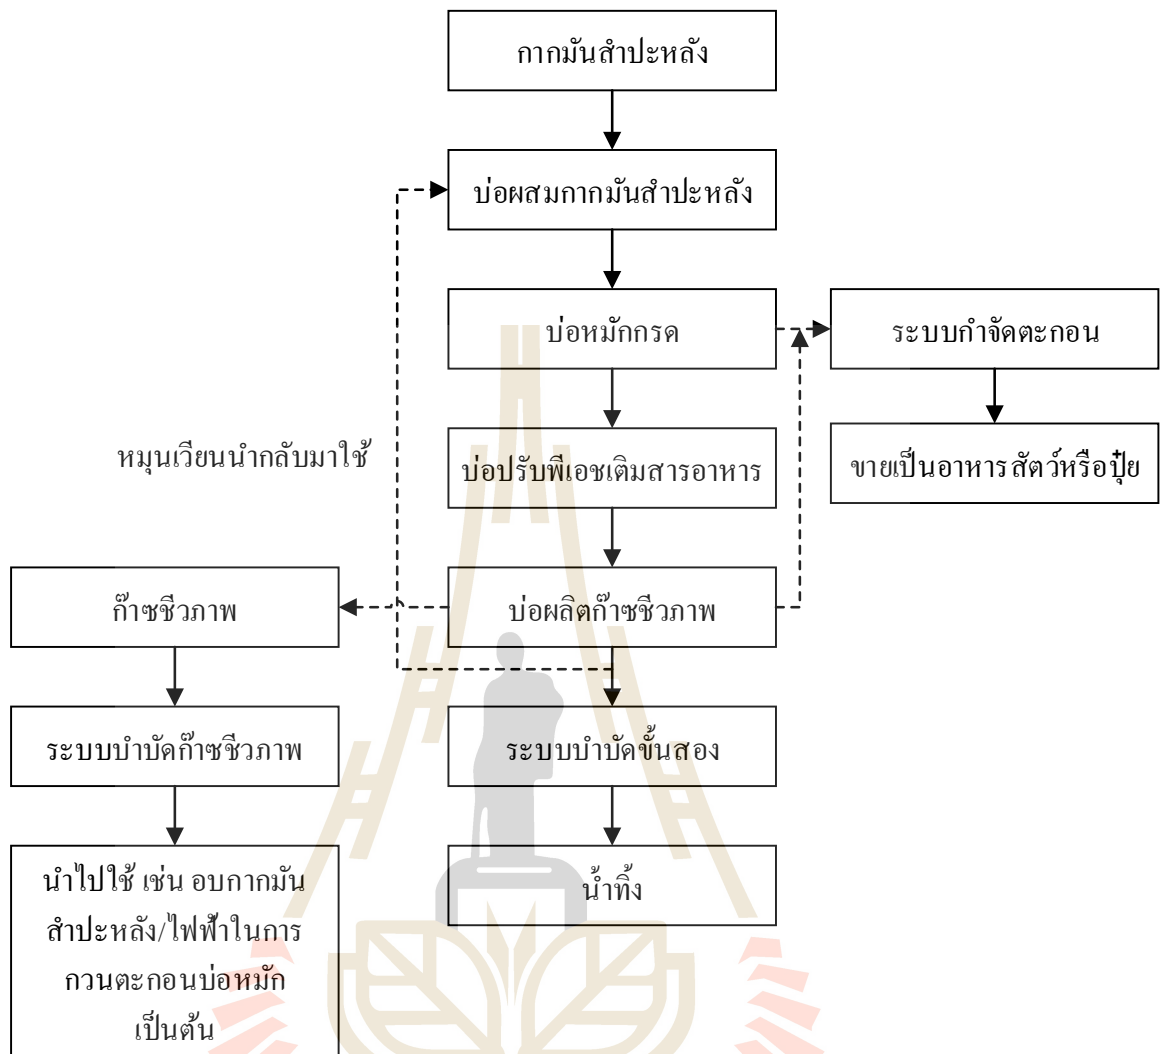 กากมันสำปะหลัง
บ่อผสมกากมันสำปะหลัง
บ่อหมักกรด
ระบบกำจัดตะกอน
หมุนเวียนนำกลับมาใช้
บ่อปรับพีเอชเติมสารอาหาร
ขายเป็นอาหารสัตว์หรือปุ๋ย
ก๊าซชีวภาพ
บ่อผลิตก๊าซชีวภาพ
ระบบบำบัดก๊าซชีวภาพ
ระบบบำบัดขั้นสอง
นำไปใช้ เช่น อบกากมัน
สำปะหลัง/ไฟฟ้าในการ
กวนตะกอนบ่อหมัก
เป็นต้น
น้ำทิ้ง